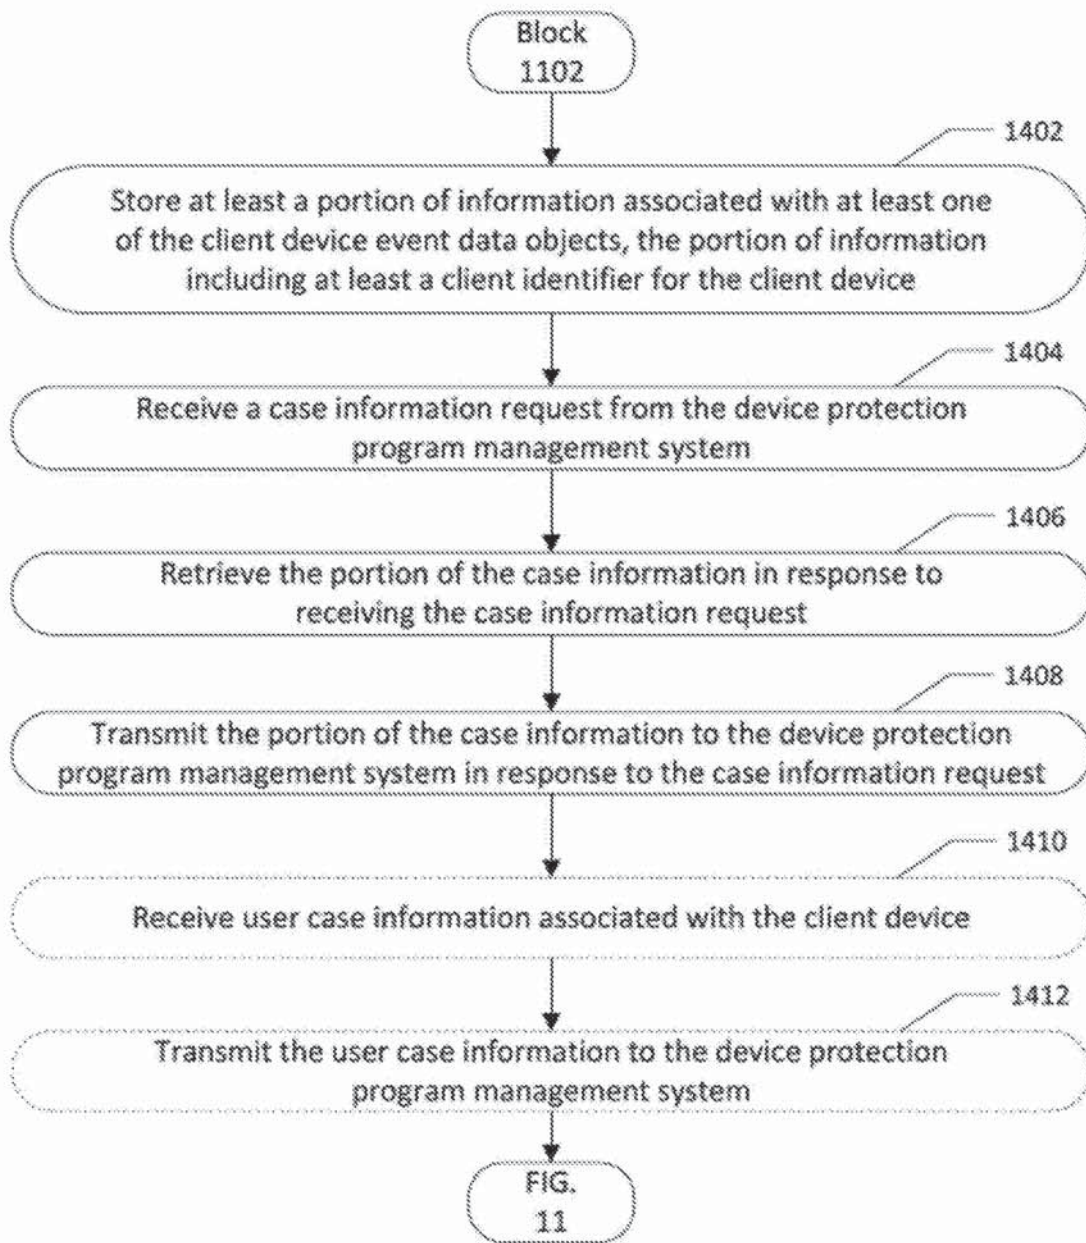 Block
1102
1402
Store at least a portion of information associated with at least one
of the client device event data objects, the portion of information
including at least a client identifier for the client device
1404
Receive a case information request from the device protection
program management system
1406
Retrieve the portion of the case information in response to
receiving the case information request
1408
Transmit the portion of the case information to the device protection
program management system in response to the case information request
1410
Receive user case information associated with the client device
1412
Transmit the user case information to the device protection
program management system
FIG.
11